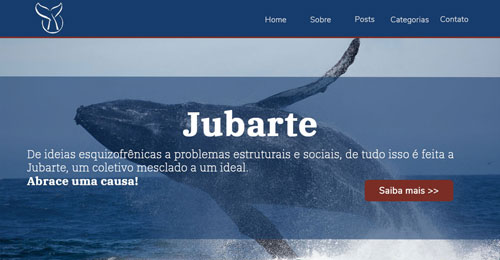 Home Sobre Posts Categorias Contato
Jubarte
De ideias esquizofrênicas a problemas estruturais e sociais, de tudo isso é feita a
Jubarte, um coletivo mesclado a um ideal.
Abrace uma causa!
Saiba mais >>